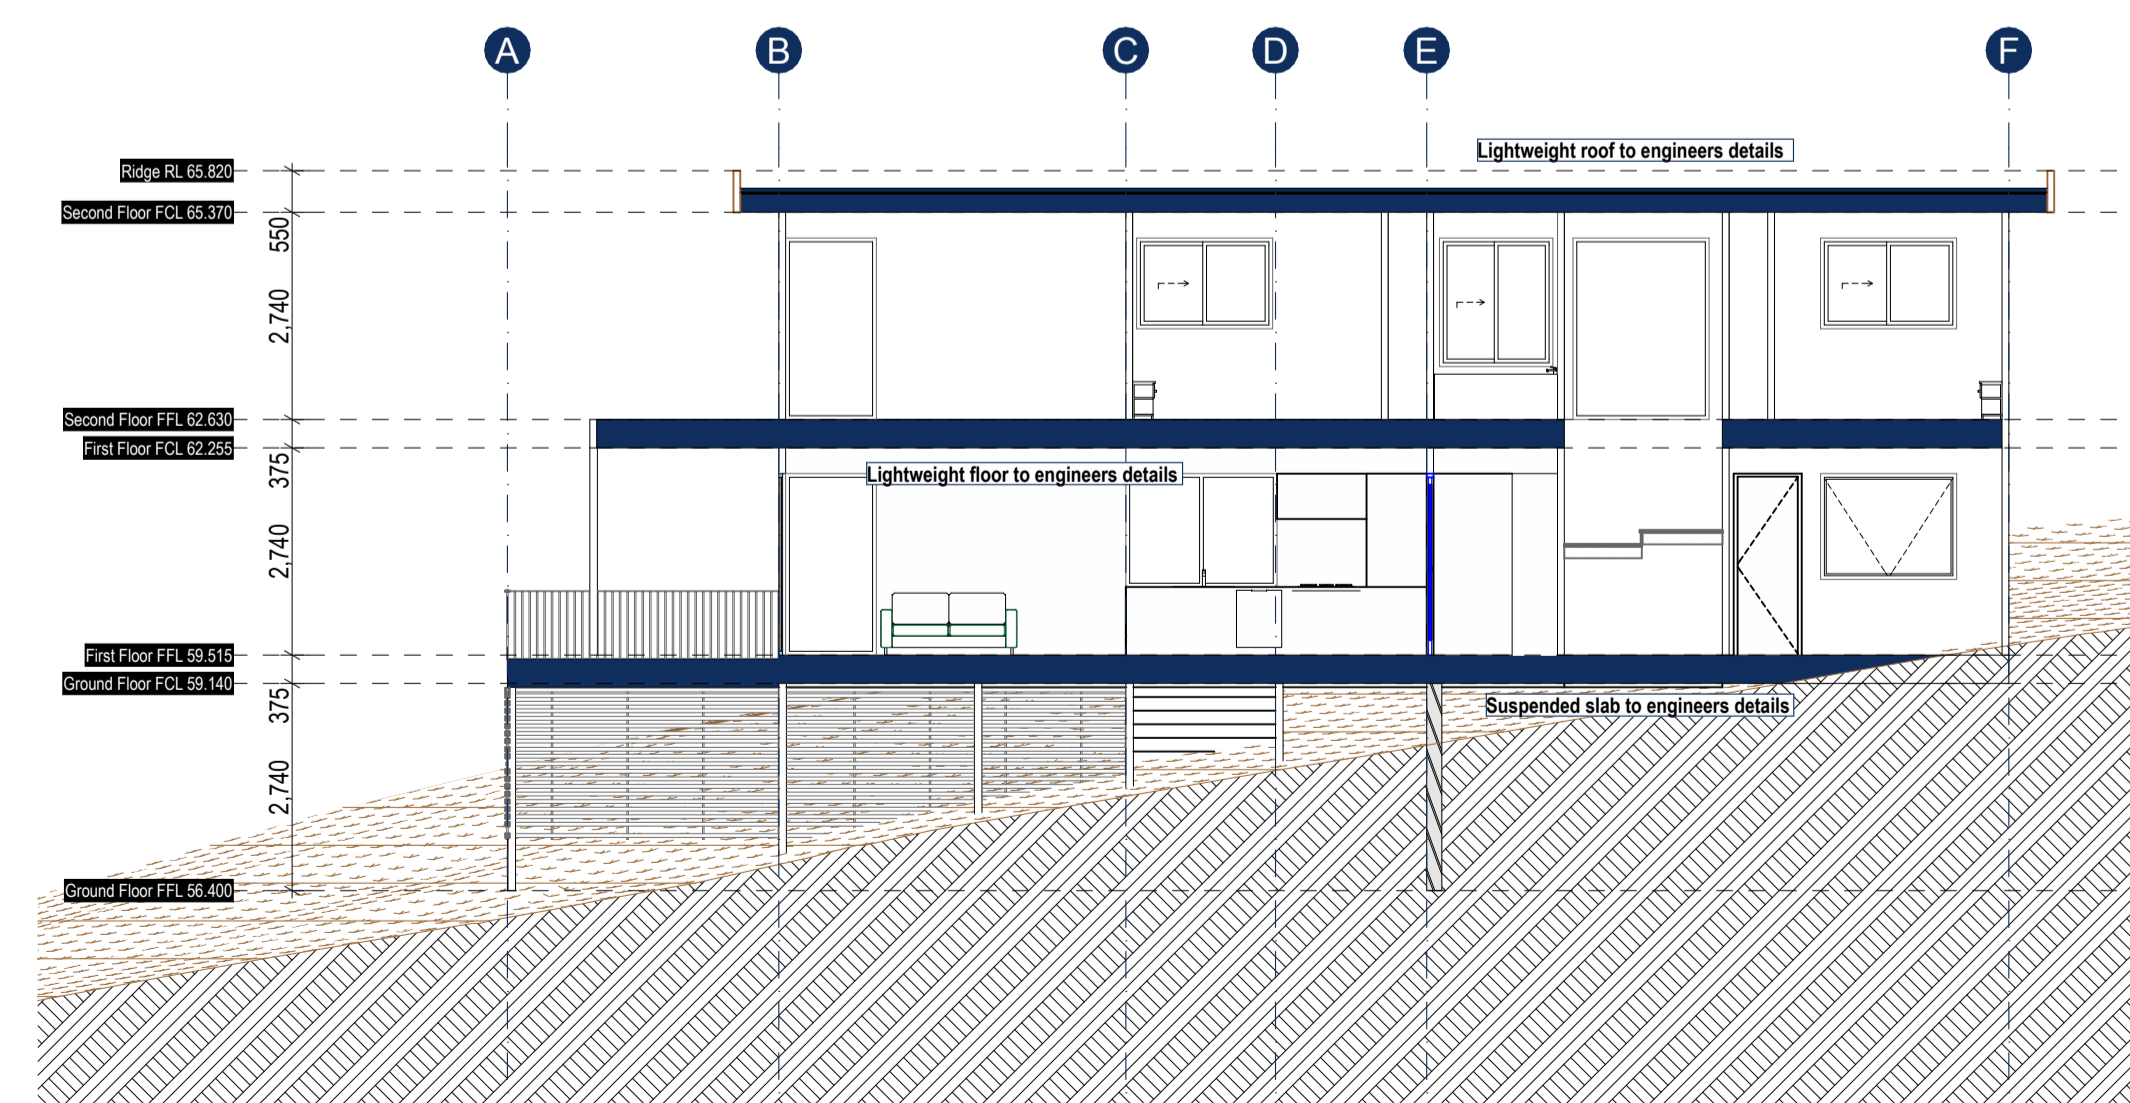 A
B
C
D
E
F
Lightweight roof to engineers details
Ridge RL 65.820
Second Floor FCL 65.370
550
2,740
Second Floor FFL 62.630
First Floor FCL 62.255
375
Lightweight floor to engineers details
2,740
First Floor FFL 59.515
Ground Floor FCL 59.140
375
Suspended slab to engineers details
2,740
Ground Floor FFL 56.400